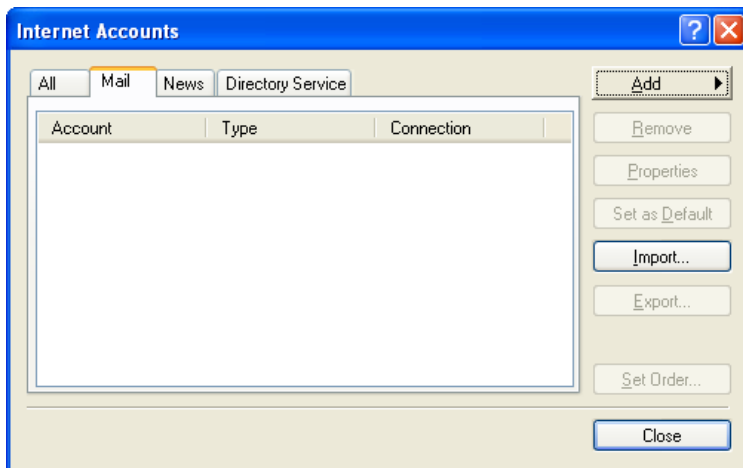 Internet Accounts
All Mail News Directory Service
Account Type Connection
Add
Remove
Properties
Set as Default
Import...
Export...
Set Order...
Close